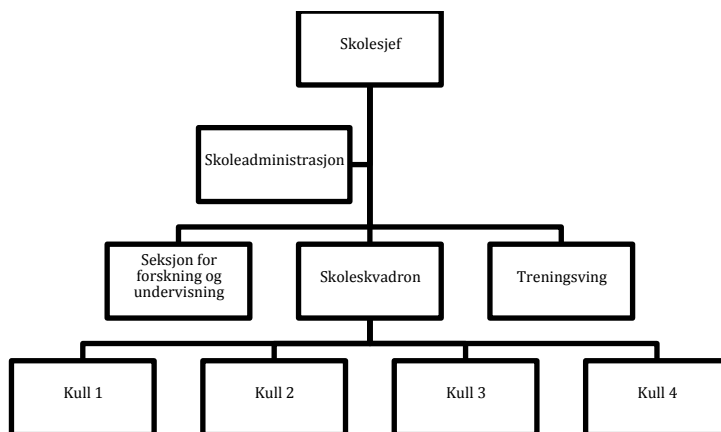 Skolesjef
Skoleadministrasjon
Seksjon for
forskning og
undervisning
Skoleskvadron
Treningsving
Kull 1
Kull 2
Kull 3
Kull 4